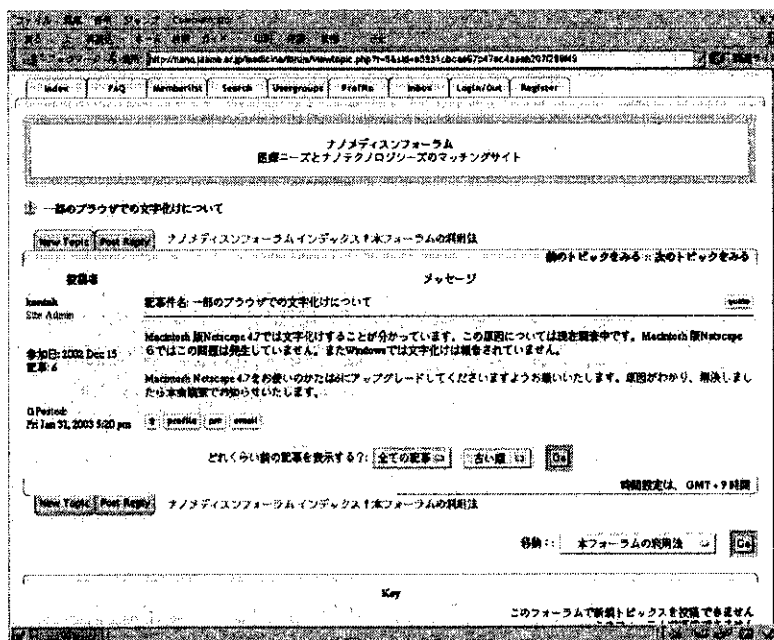 Index FAQ Memberlist Search Usergroups Profile Inbox Login/Out Register
ナノメディスンフォーラム
医療ニーズとナノテクノロジシーズのマッチングサイト
一部のブラウザでの文字化けについて
New Topic Post Reply ナノメディスンフォーラム インデックス 本フォーラムの利用法
前のトピックをみる :: 次のトピックをみる
投稿者 メッセージ
Site Admin
記事件名: 一部のブラウザでの文字化けについて quote
参加日: 2002 Dec 15
記事: 6
Macintosh 版Netscape 4.7では文字化けすることが分かっています。この原因については現在調査中です。Macintosh 版Netscape
6ではこの問題は発生していません。またWindowsでは文字化けは報告されていません。
Macintosh Netscape 4.7をお使いのかたは6にアップグレードしてくださいますようお願いいたします。原因がわかり、解決しまし
たら本会議室でお知らせいたします。
Posted:
Fri Jan 31, 2003 5:20 pm
profile pm email
どれくらい前の記事を表示する?: 全ての記事 古い順 Go
時間設定は、GMT + 9 時間
New Topic Post Reply ナノメディスンフォーラム インデックス 本フォーラムの利用法
移動: 本フォーラムの利用法 Go
Key
このフォーラムで新規トピックスを投稿できません